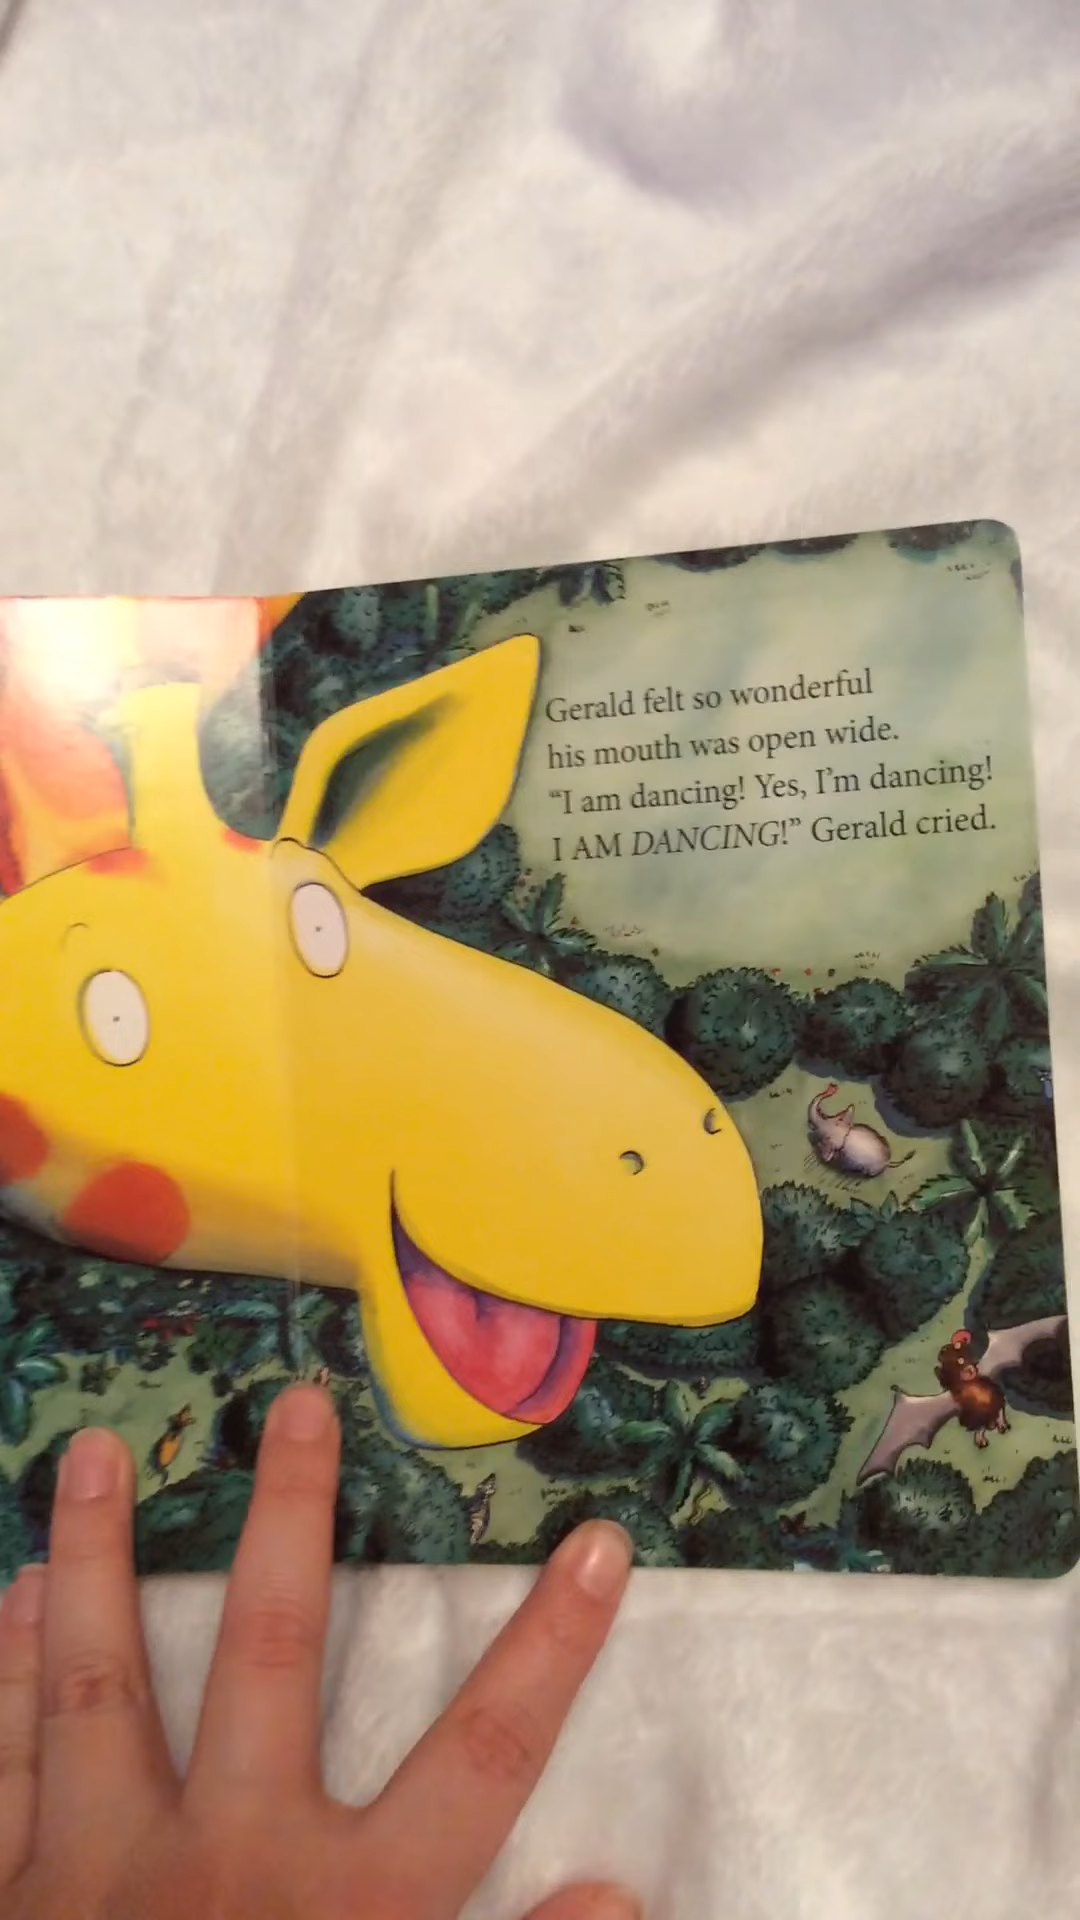 Gerald felt so wonderful
his mouth was open wide.
“I am dancing! Yes, I’m dancing!
I AM DANCING!” Gerald cried.